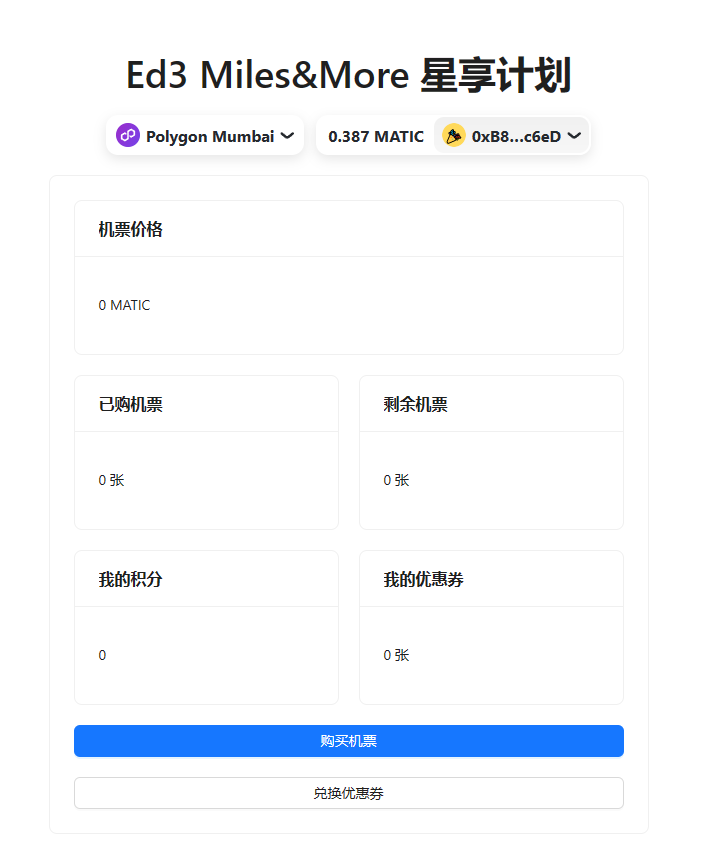 Ed3 Miles&More 星享计划
Polygon Mumbai 0.387 MATIC 0xB8...c6eD
机票价格
0 MATIC
已购机票 剩余机票
0 张 0 张
我的积分 我的优惠券
0 0 张
购买机票
兑换优惠券